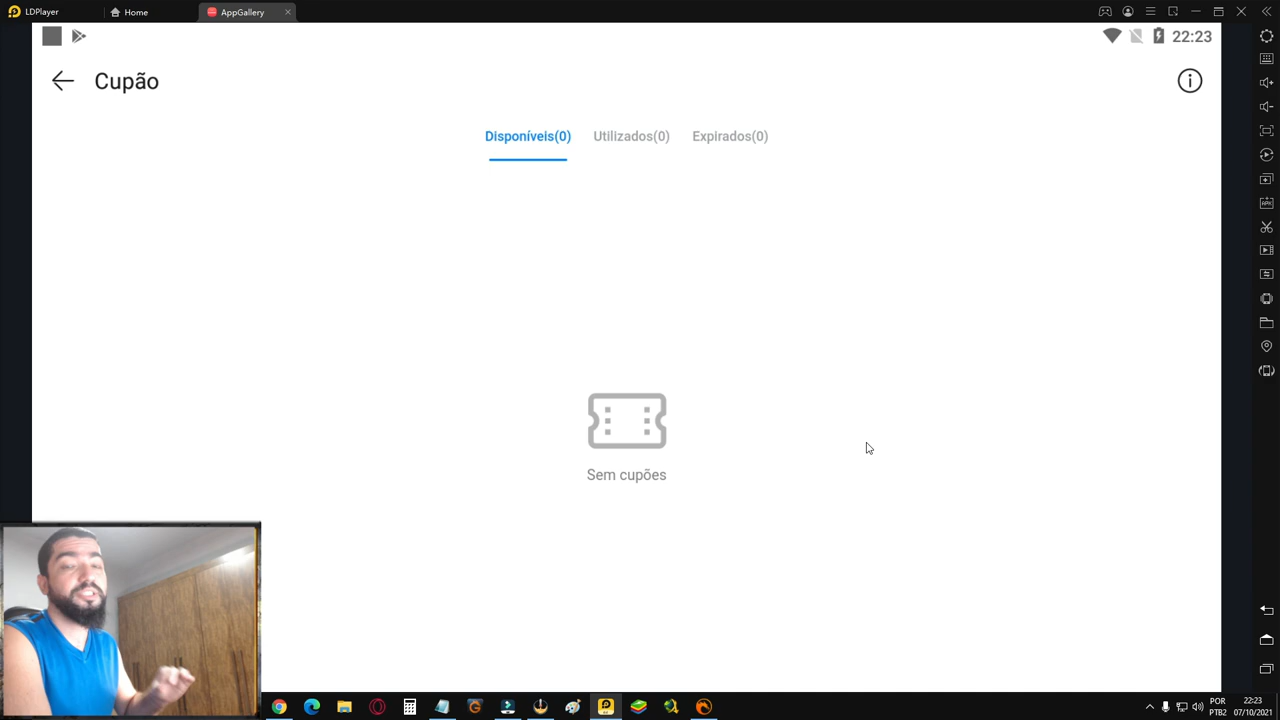 LDPlayer
Home
AppGallery
22:23
Cupão
Disponíveis(0)
Utilizados(0)
Expirados(0)
Sem cupões
POR
PTB2
22:23
07/10/2021